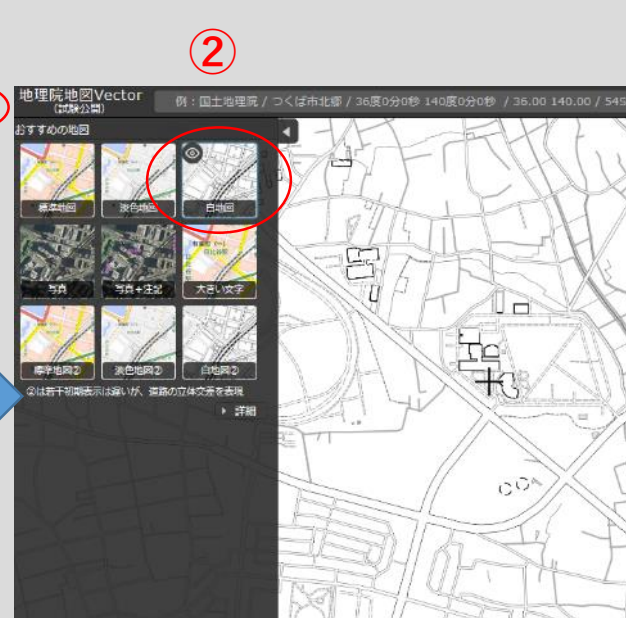 ②
地理院地図Vector
(試験公開)
例：国土地理院 / つくば市北郷 / 36度0分0秒 140度0分0秒 / 36.00 140.00 / 54S
おすすめの地図
標準地図
淡色地図
白地図
写真
写真+注記
大きい文字
標準地図②
淡色地図②
白地図②
②は若干初期表示は遅いが、道路の立体交差を表現
▶ 詳細